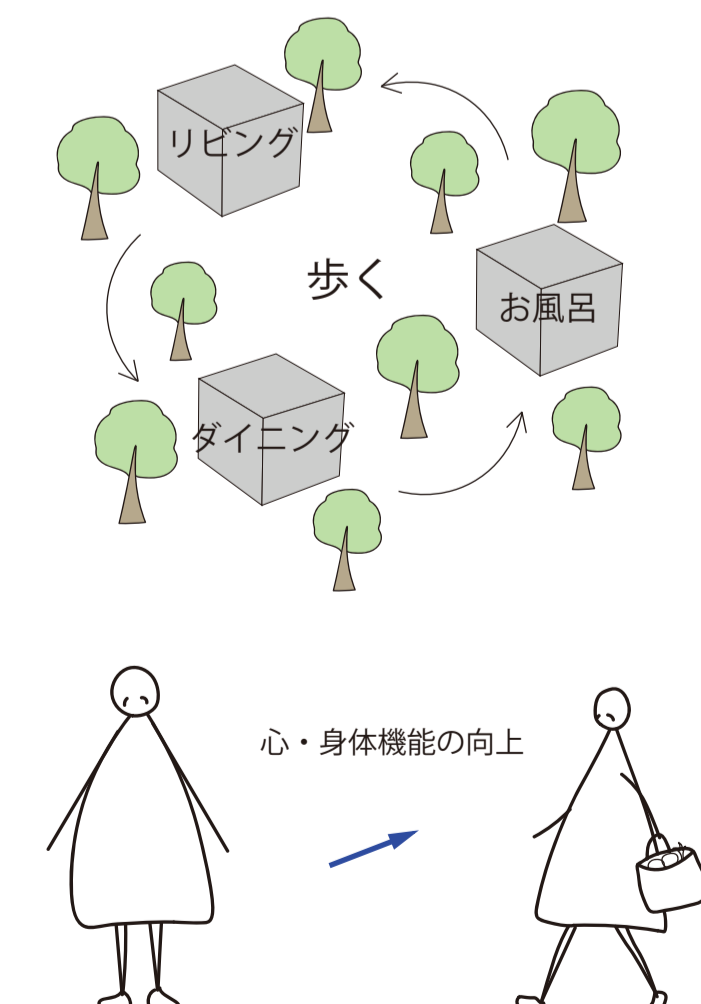 リビング
歩く
お風呂
ダイニング
心・身体機能の向上